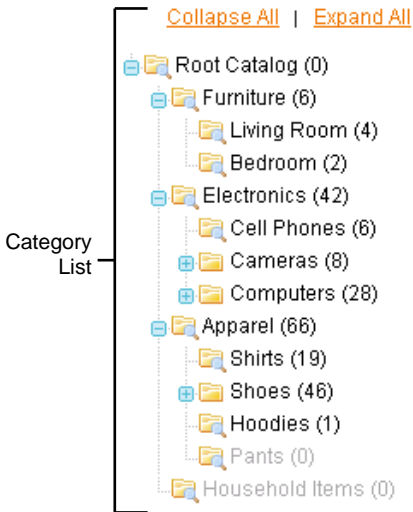 Collapse All | Expand All
Root Catalog (0)
Furniture (6)
Living Room (4)
Bedroom (2)
Electronics (42)
Cell Phones (6)
Category
List
Cameras (8)
Computers (28)
Apparel (66)
Shirts (19)
Shoes (46)
Hoodies (1)
Pants (0)
Household Items (0)